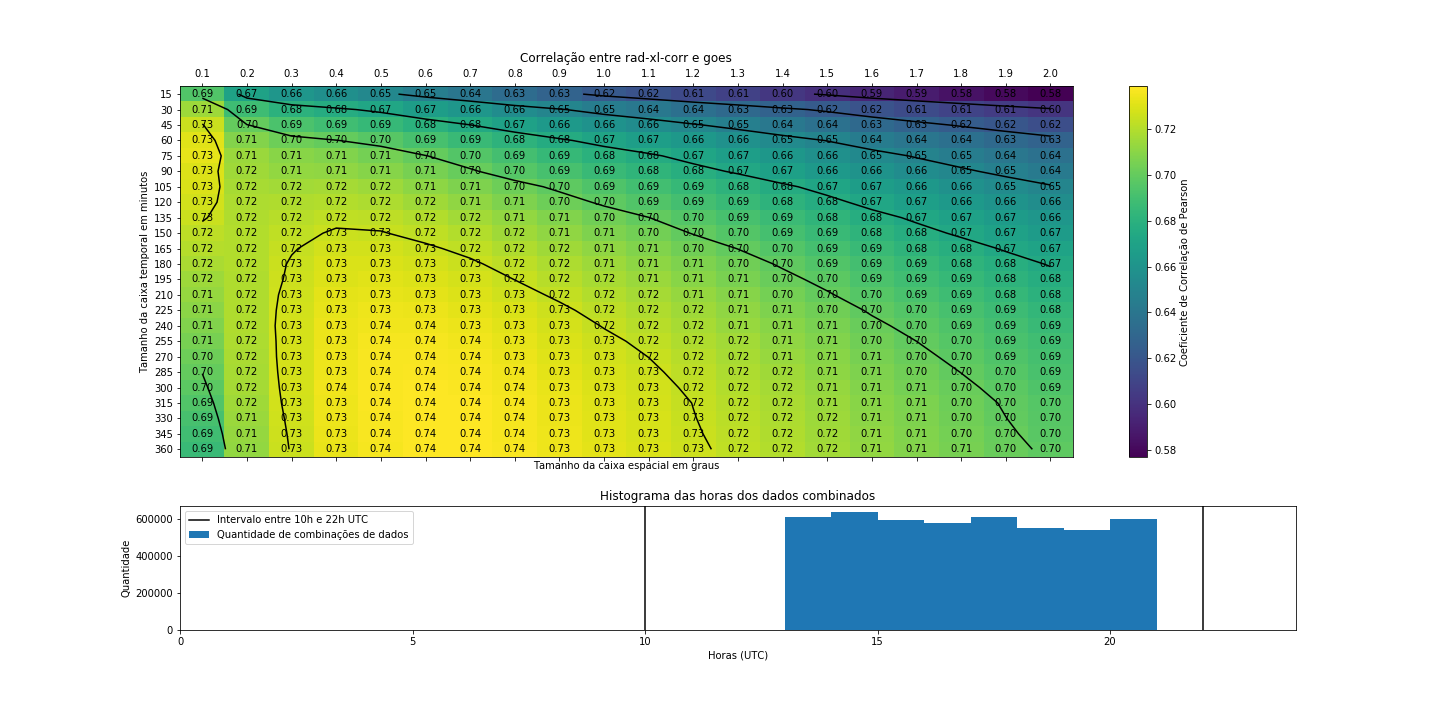 Correlação entre rad-xl-corr e goes
0.1 0.2 0.3 0.4 0.5 0.6 0.7 0.8 0.9 1.0 1.1 1.2 1.3 1.4 1.5 1.6 1.7 1.8 1.9 2.0
15 0.69 0.67 0.66 0.66 0.65 0.65 0.64 0.63 0.63 0.62 0.62 0.61 0.61 0.60 0.60 0.59 0.59 0.58 0.58 0.58
30 0.71 0.69 0.68 0.68 0.67 0.67 0.66 0.66 0.65 0.65 0.64 0.64 0.63 0.63 0.62 0.62 0.61 0.61 0.61 0.60
45 0.73 0.70 0.69 0.69 0.69 0.68 0.68 0.67 0.66 0.66 0.66 0.65 0.65 0.64 0.64 0.63 0.63 0.62 0.62 0.62
60 0.73 0.71 0.70 0.70 0.70 0.69 0.69 0.68 0.68 0.67 0.67 0.66 0.66 0.65 0.65 0.64 0.64 0.64 0.63 0.63
75 0.73 0.71 0.71 0.71 0.71 0.70 0.70 0.69 0.69 0.68 0.68 0.67 0.67 0.66 0.66 0.65 0.65 0.65 0.64 0.64
90 0.73 0.72 0.71 0.71 0.71 0.71 0.70 0.70 0.69 0.69 0.68 0.68 0.67 0.67 0.67 0.66 0.66 0.65 0.65 0.64
105 0.73 0.72 0.72 0.72 0.72 0.71 0.71 0.70 0.70 0.69 0.69 0.69 0.68 0.68 0.67 0.67 0.66 0.66 0.65 0.65
120 0.73 0.72 0.72 0.72 0.72 0.72 0.71 0.71 0.70 0.70 0.69 0.69 0.69 0.68 0.68 0.67 0.67 0.67 0.66 0.66
135 0.73 0.72 0.72 0.72 0.72 0.72 0.72 0.71 0.71 0.70 0.70 0.70 0.69 0.69 0.68 0.68 0.67 0.67 0.67 0.66
150 0.72 0.72 0.72 0.73 0.73 0.72 0.72 0.72 0.71 0.71 0.70 0.70 0.70 0.69 0.69 0.68 0.68 0.67 0.67 0.67
165 0.72 0.72 0.72 0.73 0.73 0.73 0.72 0.72 0.72 0.71 0.71 0.70 0.70 0.70 0.69 0.69 0.68 0.68 0.67 0.67
180 0.72 0.72 0.73 0.73 0.73 0.73 0.73 0.72 0.72 0.71 0.71 0.71 0.70 0.70 0.69 0.69 0.69 0.68 0.68 0.67
195 0.72 0.72 0.73 0.73 0.73 0.73 0.73 0.72 0.72 0.72 0.71 0.71 0.71 0.70 0.70 0.69 0.69 0.69 0.68 0.68
210 0.71 0.72 0.73 0.73 0.73 0.73 0.73 0.73 0.72 0.72 0.72 0.71 0.71 0.70 0.70 0.70 0.69 0.69 0.68 0.68
225 0.71 0.72 0.73 0.73 0.73 0.73 0.73 0.73 0.73 0.72 0.72 0.71 0.71 0.71 0.70 0.70 0.69 0.69 0.69 0.68
240 0.71 0.72 0.73 0.73 0.74 0.74 0.73 0.73 0.73 0.72 0.72 0.72 0.71 0.71 0.71 0.70 0.70 0.69 0.69 0.69
255 0.71 0.72 0.73 0.73 0.74 0.74 0.74 0.73 0.73 0.73 0.72 0.72 0.72 0.71 0.71 0.70 0.70 0.70 0.69 0.69
270 0.70 0.72 0.73 0.73 0.74 0.74 0.74 0.73 0.73 0.73 0.72 0.72 0.72 0.71 0.71 0.71 0.70 0.70 0.69 0.69
285 0.70 0.72 0.73 0.73 0.74 0.74 0.74 0.74 0.73 0.73 0.73 0.72 0.72 0.72 0.71 0.71 0.70 0.70 0.70 0.69
300 0.70 0.72 0.73 0.74 0.74 0.74 0.74 0.74 0.73 0.73 0.73 0.72 0.72 0.72 0.71 0.71 0.71 0.70 0.70 0.69
315 0.69 0.72 0.73 0.73 0.74 0.74 0.74 0.74 0.73 0.73 0.73 0.72 0.72 0.72 0.71 0.71 0.71 0.70 0.70 0.70
330 0.69 0.71 0.73 0.73 0.74 0.74 0.74 0.74 0.73 0.73 0.73 0.73 0.72 0.72 0.72 0.71 0.71 0.70 0.70 0.70
345 0.69 0.71 0.73 0.73 0.74 0.74 0.74 0.74 0.73 0.73 0.73 0.73 0.72 0.72 0.72 0.71 0.71 0.70 0.70 0.70
360 0.69 0.71 0.73 0.73 0.74 0.74 0.74 0.74 0.73 0.73 0.73 0.73 0.72 0.72 0.72 0.71 0.71 0.70 0.70 0.70
Tamanho da caixa temporal em minutos
Tamanho da caixa espacial em graus
0.72
0.70
0.68
0.66
0.64
0.62
0.60
0.58
Coeficiente de Correlação de Pearson
Histograma das horas dos dados combinados
Intervalo entre 10h e 22h UTC
Quantidade de combinações de dados
600000
400000
200000
0
Quantidade
0 5 10 15 20
Horas (UTC)